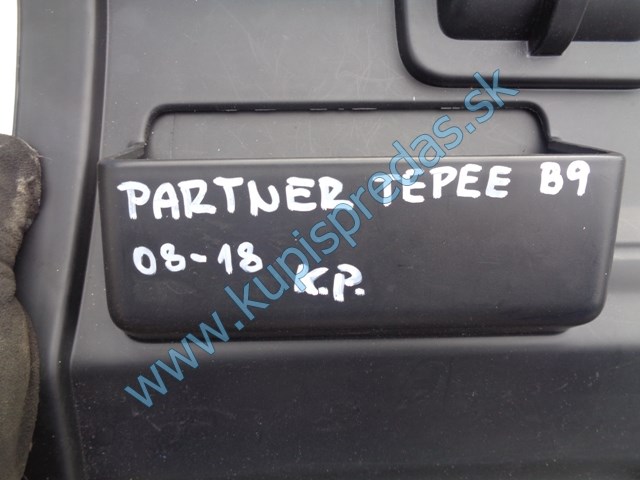 PARTNER TEPEE B9
08-18 K.P.
www.kupispredas.sk